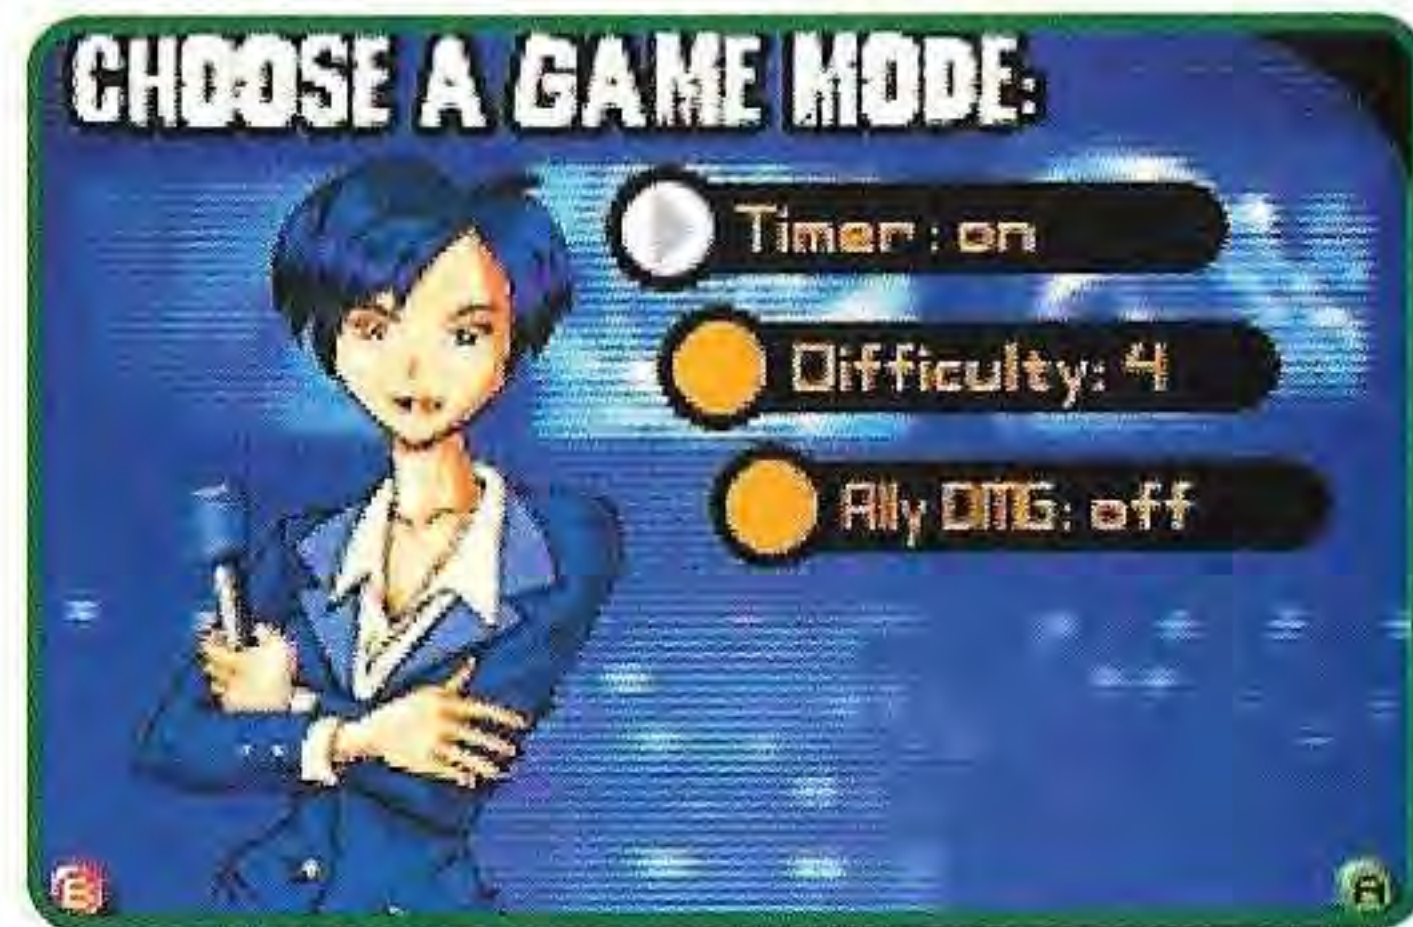 CHOOSE A GAME MODE:
Timer: on
Difficulty: 4
Ally DMG: off
B
A